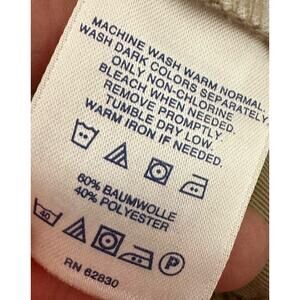 MACHINE WASH WARM NORMAL.
WASH DARK COLORS SEPARATELY.
ONLY NON-CHLORINE
BLEACH WHEN NEEDED.
REMOVE PROMPTLY.
TUMBLE DRY LOW.
WARM IRON IF NEEDED.
60% BAUMWOLLE
40% POLYESTER
40 P
RN 62830